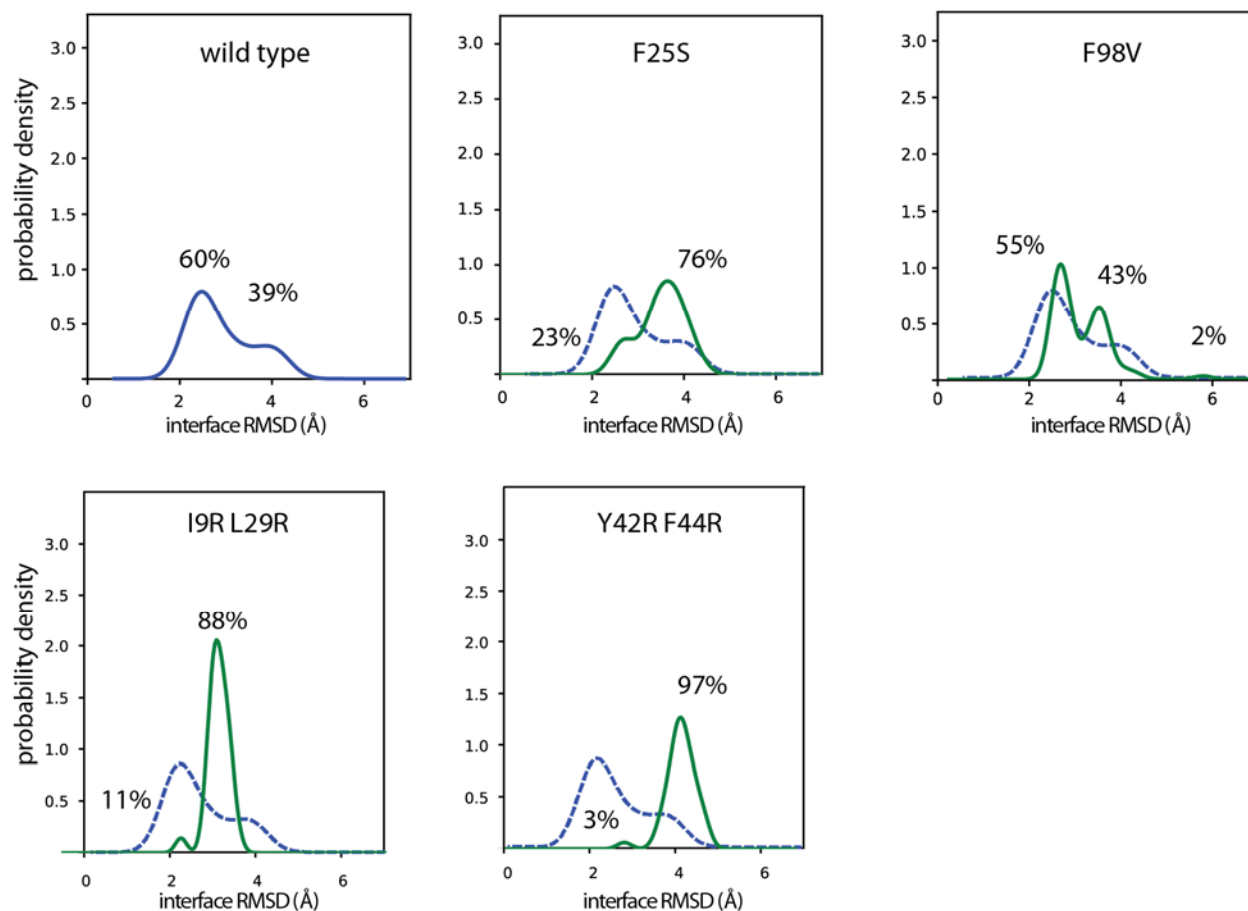 wild type
3.0
2.5
2.0
1.5
1.0
0.5
probability density
60%
39%
0 2 4 6
interface RMSD (Å)
F25S
3.0
2.5
2.0
1.5
1.0
0.5
76%
23%
0 2 4 6
interface RMSD (Å)
F98V
3.0
2.5
2.0
1.5
1.0
0.5
55%
43%
2%
0 2 4 6
interface RMSD (Å)
I9R L29R
3.0
2.5
2.0
1.5
1.0
0.5
probability density
88%
11%
0 2 4 6
interface RMSD (Å)
Y42R F44R
3.0
2.5
2.0
1.5
1.0
0.5
97%
3%
0 2 4 6
interface RMSD (Å)